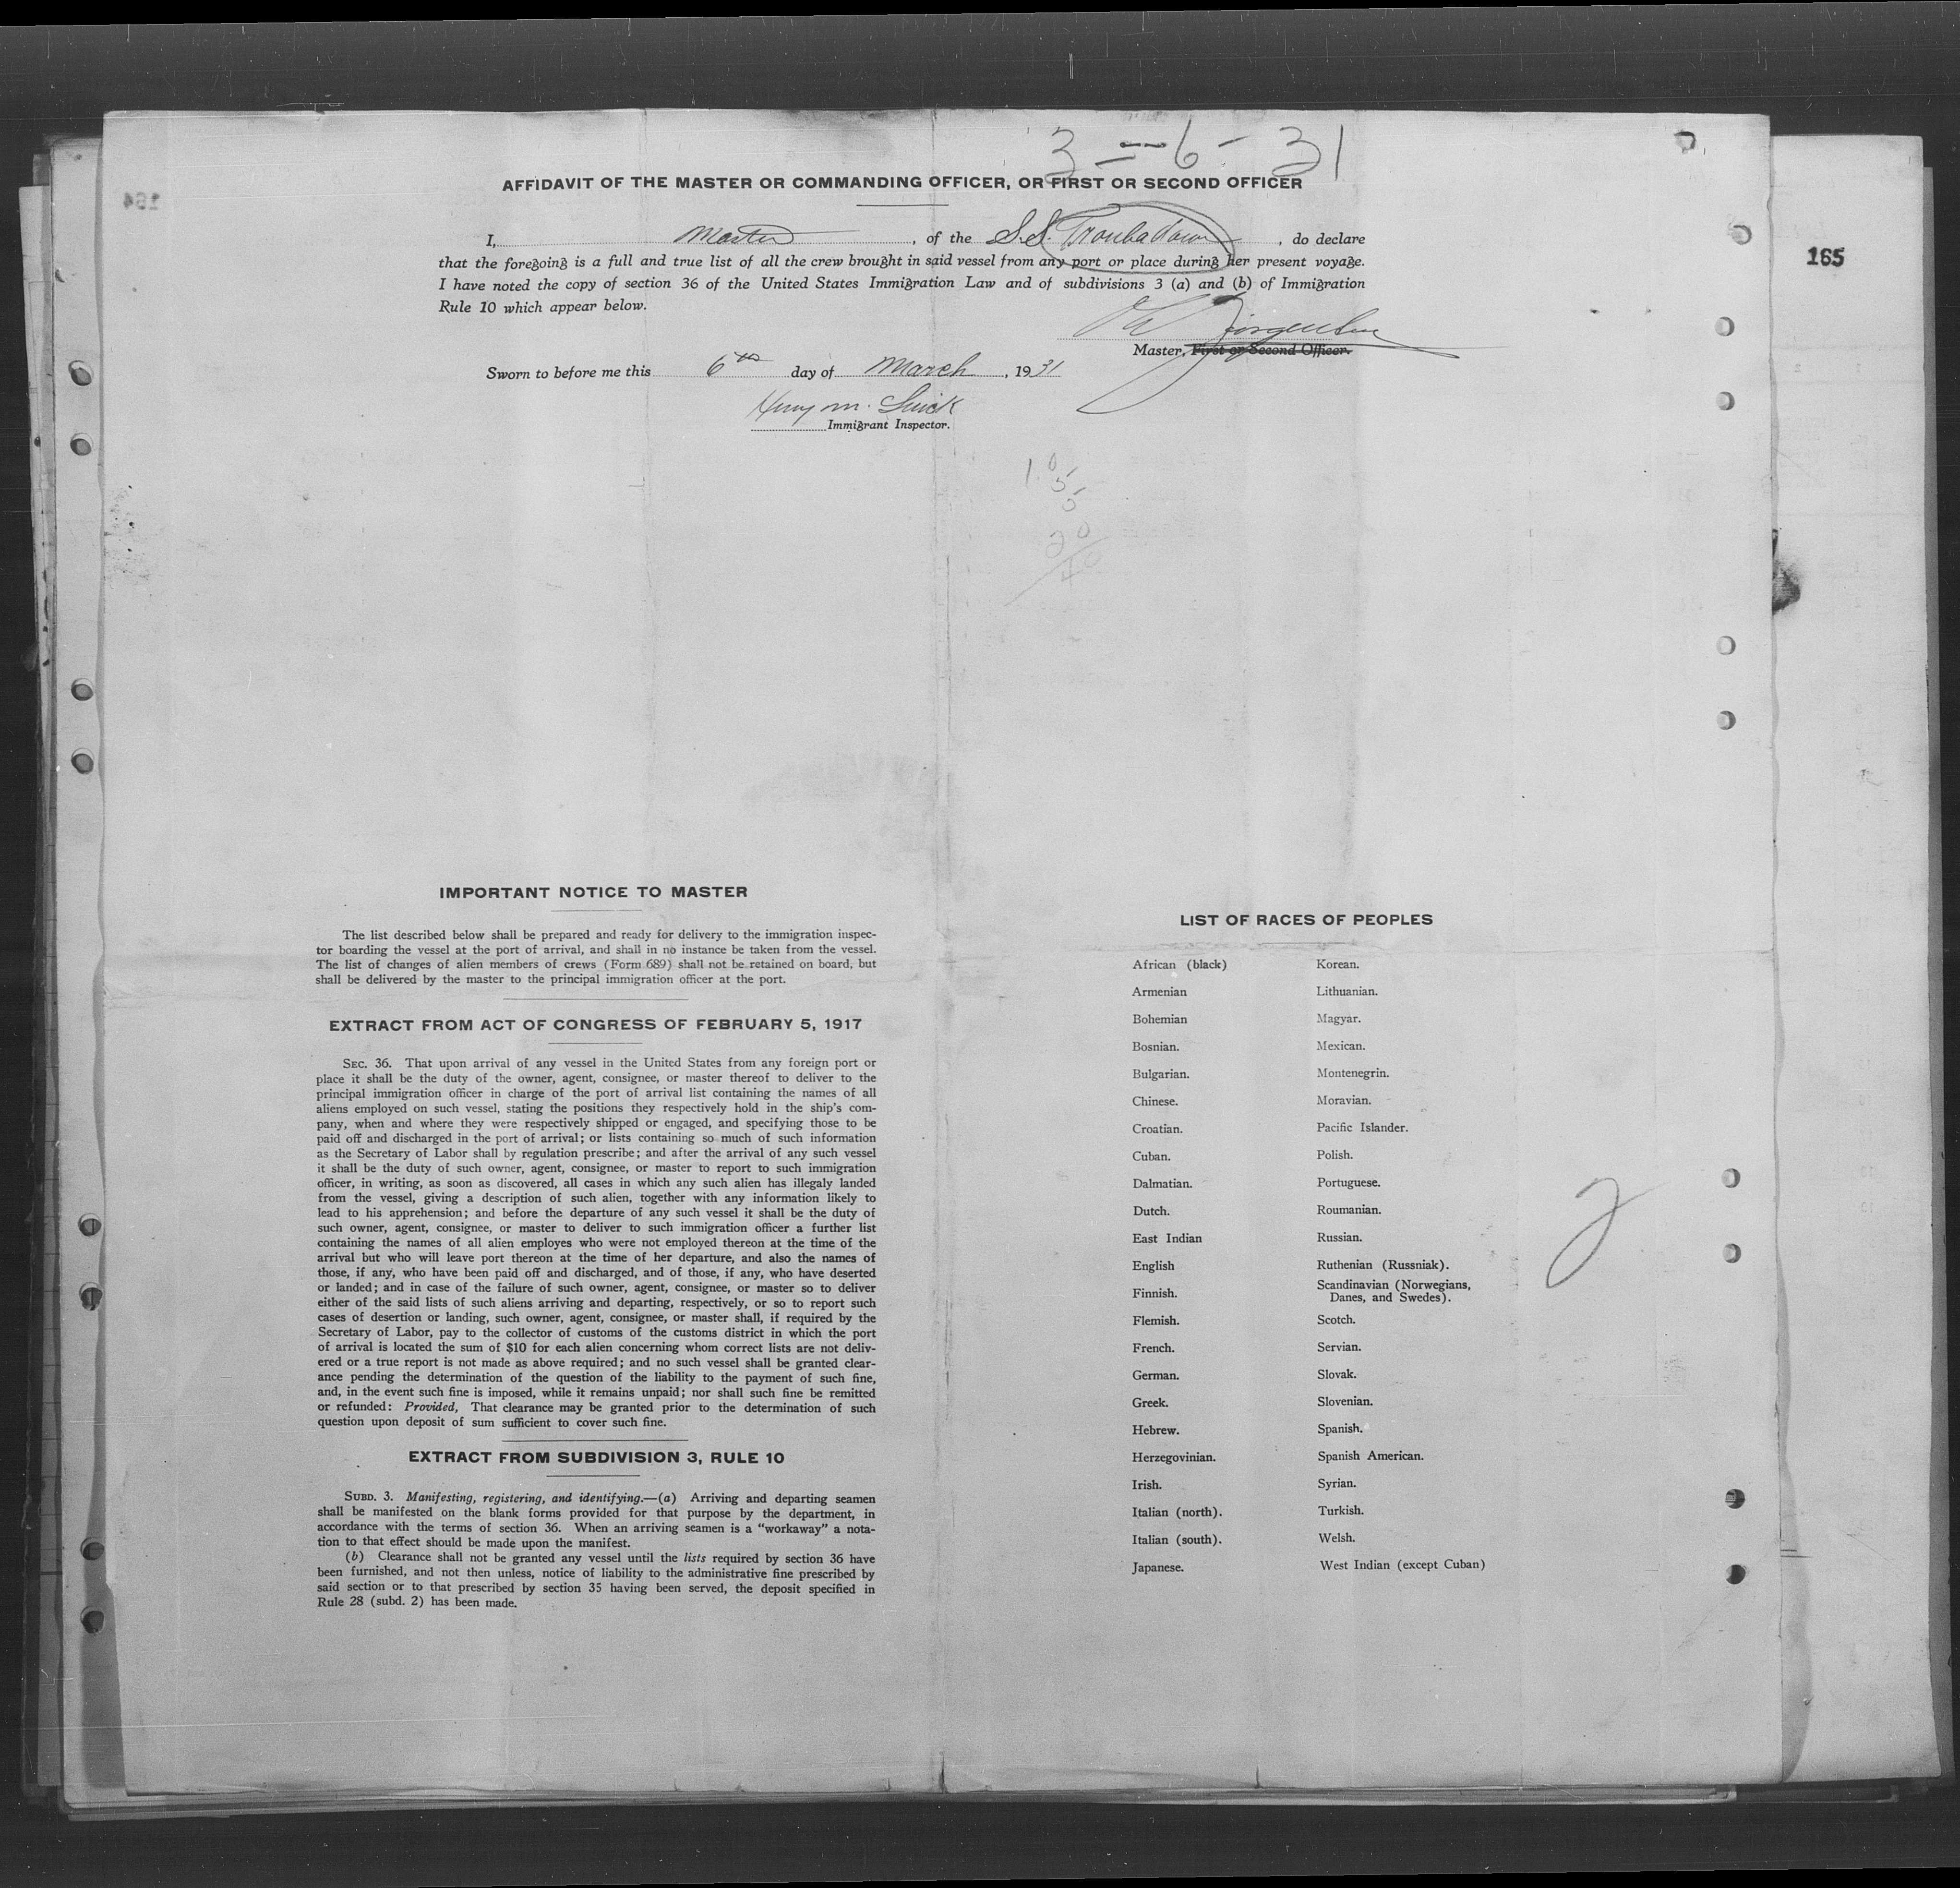 3 - 6 - 31
AFFIDAVIT OF THE MASTER OR COMMANDING OFFICER, OR FIRST OR SECOND OFFICER
164
I, Master, of the S.S. Troubadour, do declare
that the foregoing is a full and true list of all the crew brought in said vessel from any port or place during her present voyage.
I have noted the copy of section 36 of the United States Immigration Law and of subdivisions 3 (a) and (b) of Immigration
Rule 10 which appear below.
165
Jörgensen
Master, First or Second Officer.
Sworn to before me this 6th day of March, 1931
Immigrant Inspector.
IMPORTANT NOTICE TO MASTER
The list described below shall be prepared and ready for delivery to the immigration inspec-
tor boarding the vessel at the port of arrival, and shall in no instance be taken from the vessel.
The list of changes of alien members of crews (Form 689) shall not be retained on board, but
shall be delivered by the master to the principal immigration officer at the port.
EXTRACT FROM ACT OF CONGRESS OF FEBRUARY 5, 1917
SEC. 36. That upon arrival of any vessel in the United States from any foreign port or
place it shall be the duty of the owner, agent, consignee, or master thereof to deliver to the
principal immigration officer in charge of the port of arrival list containing the names of all
aliens employed on such vessel, stating the positions they respectively hold in the ship's com-
pany, when and where they were respectively shipped or engaged, and specifying those to be
paid off and discharged in the port of arrival; or lists containing so much of such information
as the Secretary of Labor shall by regulation prescribe; and after the arrival of any such vessel
it shall be the duty of such owner, agent, consignee, or master to report to such immigration
officer, in writing, as soon as discovered, all cases in which any such alien has illegaly landed
from the vessel, giving a description of such alien, together with any information likely to
lead to his apprehension; and before the departure of any such vessel it shall be the duty of
such owner, agent, consignee, or master to deliver to such immigration officer a further list
containing the names of all alien employes who were not employed thereon at the time of the
arrival but who will leave port thereon at the time of her departure, and also the names of
those, if any, who have been paid off and discharged, and of those, if any, who have deserted
or landed; and in case of the failure of such owner, agent, consignee, or master so to deliver
either of the said lists of such aliens arriving and departing, respectively, or so to report such
cases of desertion or landing, such owner, agent, consignee, or master shall, if required by the
Secretary of Labor, pay to the collector of customs of the customs district in which the port
of arrival is located the sum of $10 for each alien concerning whom correct lists are not deliv-
ered or a true report is not made as above required; and no such vessel shall be granted clear-
ance pending the determination of the question of the liability to the payment of such fine,
and, in the event such fine is imposed, while it remains unpaid; nor shall such fine be remitted
or refunded: Provided, That clearance may be granted prior to the determination of such
question upon deposit of sum sufficient to cover such fine.
EXTRACT FROM SUBDIVISION 3, RULE 10
SUBD. 3. Manifesting, registering, and identifying.—(a) Arriving and departing seamen
shall be manifested on the blank forms provided for that purpose by the department, in
accordance with the terms of section 36. When an arriving seamen is a "workaway" a nota-
tion to that effect should be made upon the manifest.
(b) Clearance shall not be granted any vessel until the lists required by section 36 have
been furnished, and not then unless, notice of liability to the administrative fine prescribed by
said section or to that prescribed by section 35 having been served, the deposit specified in
Rule 28 (subd. 2) has been made.
LIST OF RACES OF PEOPLES
African (black) Korean.
Armenian Lithuanian.
Bohemian Magyar.
Bosnian. Mexican.
Bulgarian. Montenegrin.
Chinese. Moravian.
Croatian. Pacific Islander.
Cuban. Polish.
Dalmatian. Portuguese.
Dutch. Roumanian.
East Indian Russian.
English Ruthenian (Russniak).
Finnish. Scandinavian (Norwegians,
Danes, and Swedes).
Flemish. Scotch.
French. Servian.
German. Slovak.
Greek. Slovenian.
Hebrew. Spanish.
Herzegovinian. Spanish American.
Irish. Syrian.
Italian (north). Turkish.
Italian (south). Welsh.
Japanese. West Indian (except Cuban)
2